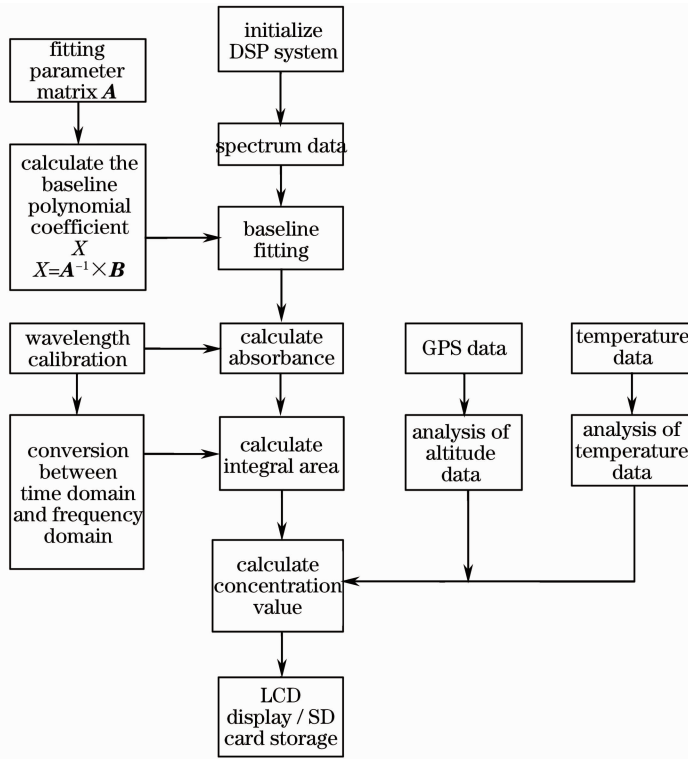 initialize
DSP system
fitting
parameter
matrix A
spectrum data
calculate the
baseline
polynomial
coefficient
X
X=A⁻¹×B
baseline
fitting
wavelength
calibration
calculate
absorbance
GPS data
temperature
data
conversion
between
time domain
and frequency
domain
calculate
integral area
analysis of
altitude
data
analysis of
temperature
data
calculate
concentration
value
LCD
display / SD
card storage